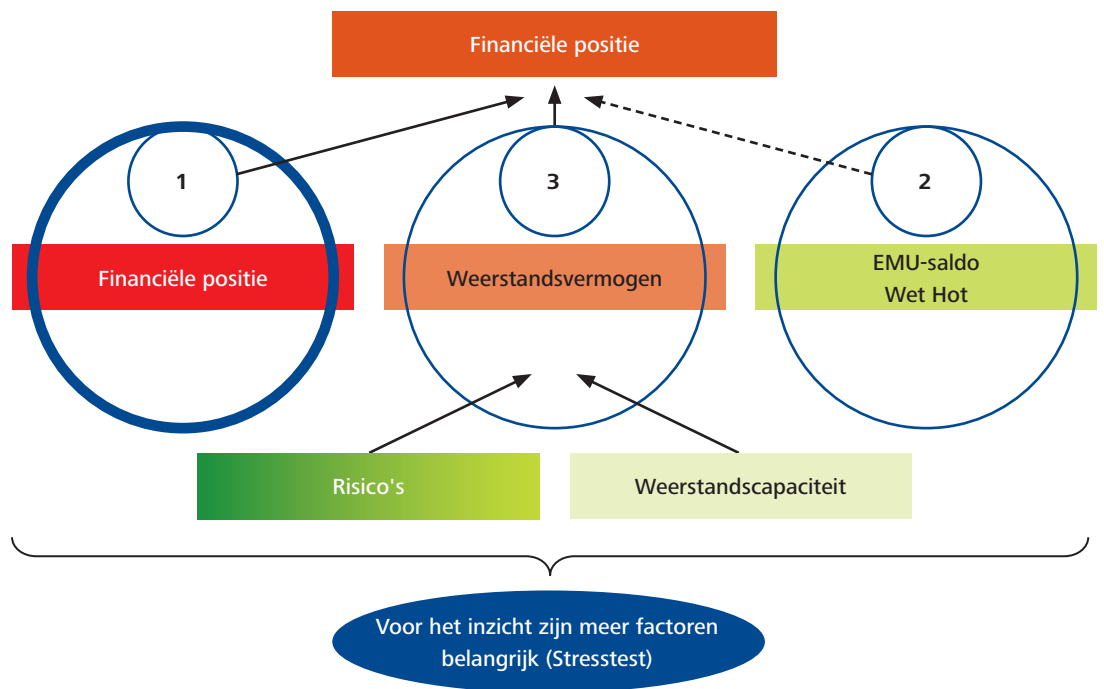 Financiële positie
1
3
2
Financiële positie
Weerstandsvermogen
EMU-saldo
Wet Hot
Risico's
Weerstandscapaciteit
Voor het inzicht zijn meer factoren
belangrijk (Stresstest)